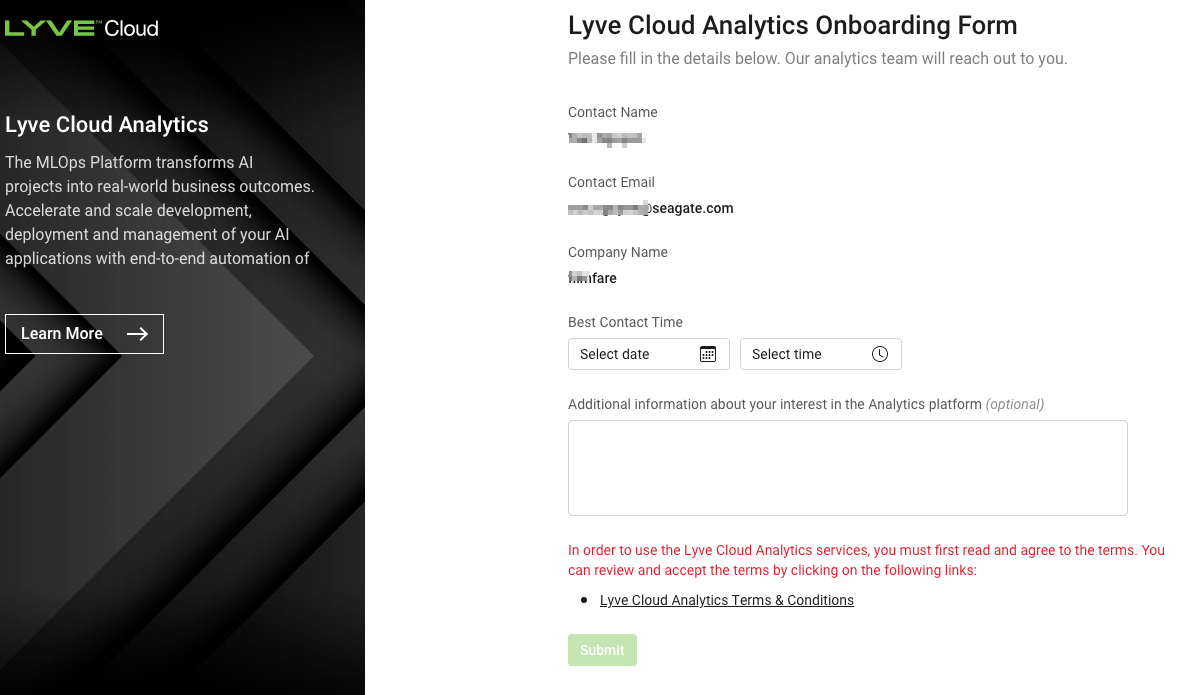 LYVE™ Cloud
Lyve Cloud Analytics
The MLOps Platform transforms AI
projects into real-world business outcomes.
Accelerate and scale development,
deployment and management of your AI
applications with end-to-end automation of
Learn More
Lyve Cloud Analytics Onboarding Form
Please fill in the details below. Our analytics team will reach out to you.
Contact Name
Contact Email
@seagate.com
Company Name
fare
Best Contact Time
Select date
Select time
Additional information about your interest in the Analytics platform (optional)
In order to use the Lyve Cloud Analytics services, you must first read and agree to the terms. You
can review and accept the terms by clicking on the following links:
• Lyve Cloud Analytics Terms & Conditions
Submit